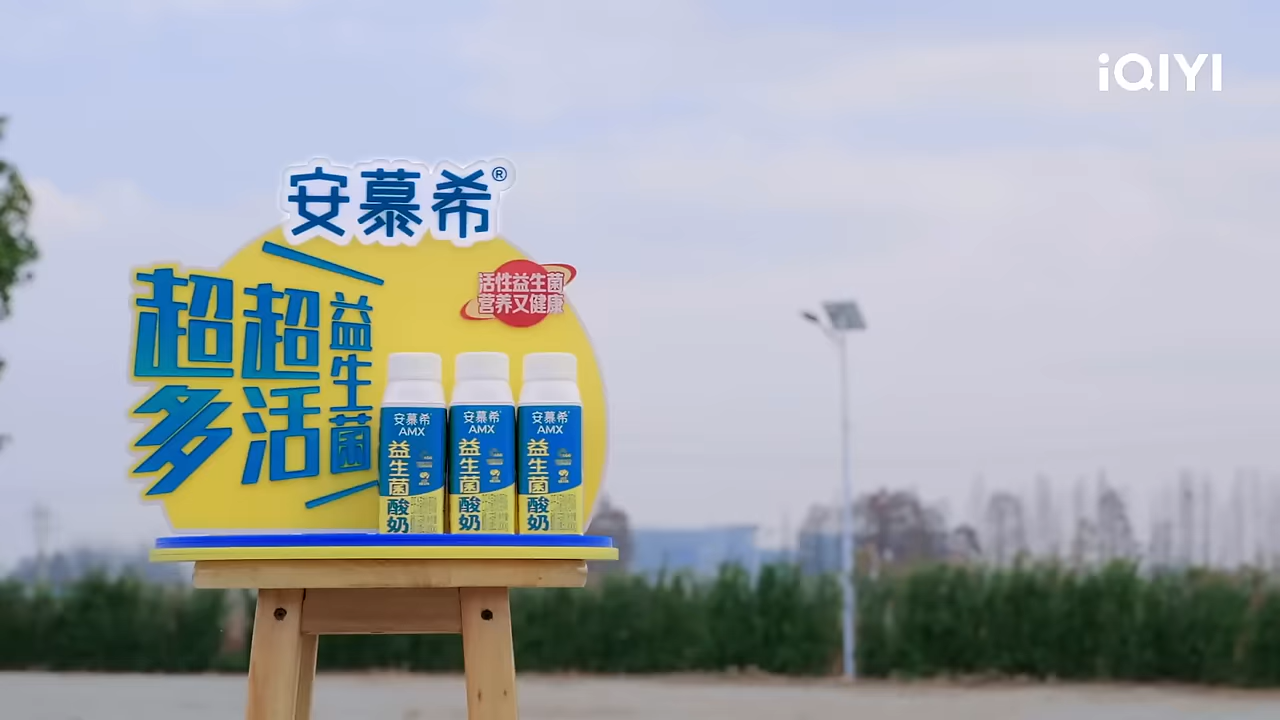 iQIYI
安慕希®
活性益生菌
营养又健康
超多
超活
益生菌
安慕希
AMX
益生菌
酸奶
安慕希
AMX
益生菌
酸奶
安慕希
AMX
益生菌
酸奶